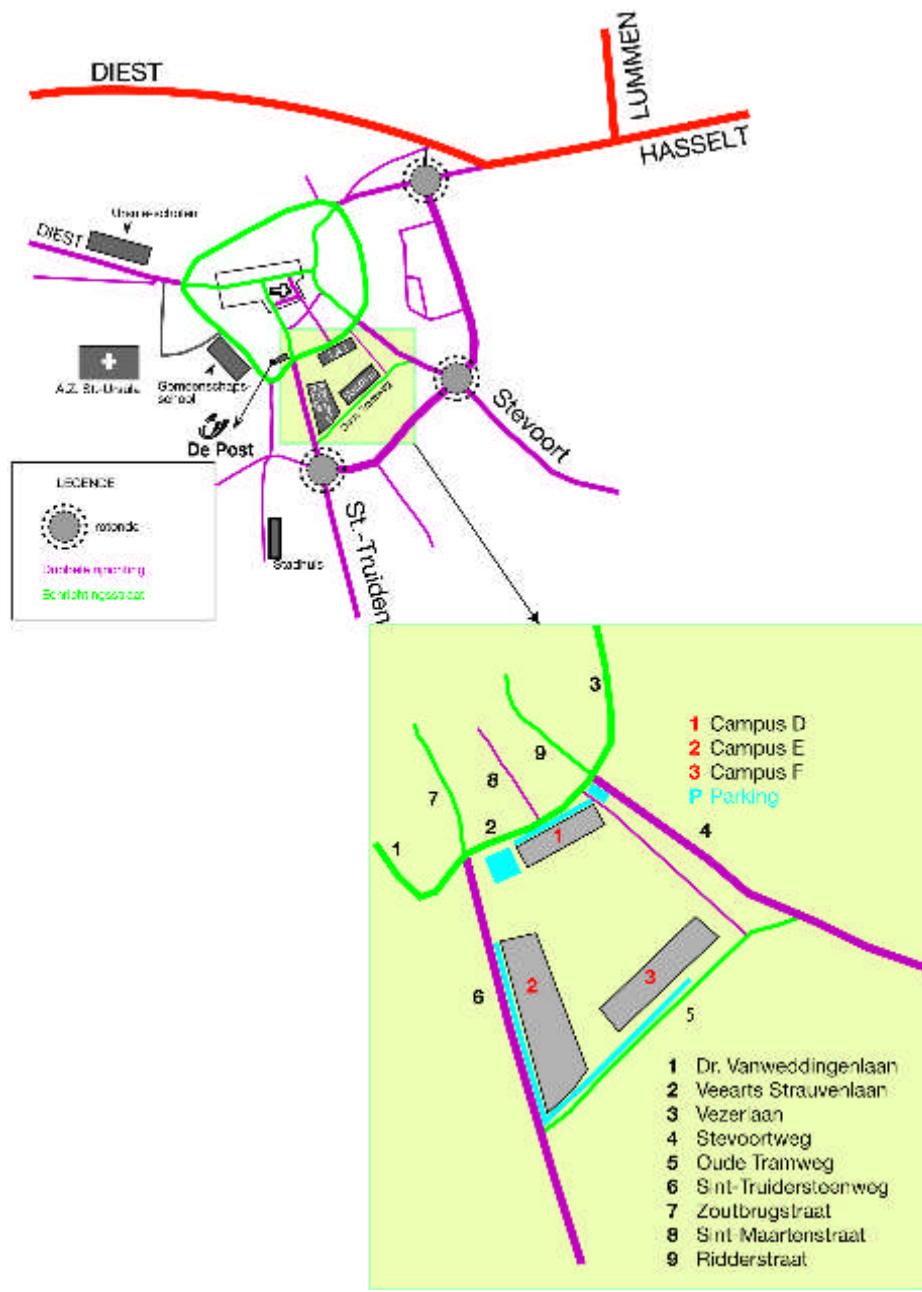 DIEST
LUMMEN
HASSELT
DIEST
A.Z. St.-Ursula
Gemeenschaps-
school
De Post
Oude Tramweg
Stevoort
St.-Truiden
Stadhuis
LEGENDE
rotonde
Eenrichtingsstraat
3
9
8
7
2
1
1
4
2
3
6
5
1 Campus D
2 Campus E
3 Campus F
P Parking
1 Dr. Vanweddingenlaan
2 Veearts Strauvenlaan
3 Vezerlaan
4 Stevoortweg
5 Oude Tramweg
6 Sint-Truidersteenweg
7 Zoutbrugstraat
8 Sint-Maartenstraat
9 Ridderstraat